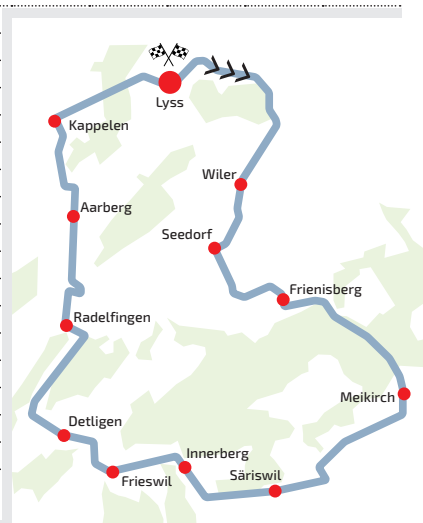 Lyss
Kappelen
Wiler
Aarberg
Seedorf
Frienisberg
Radelfingen
Meikirch
Detligen
Innerberg
Säriswil
Frieswil